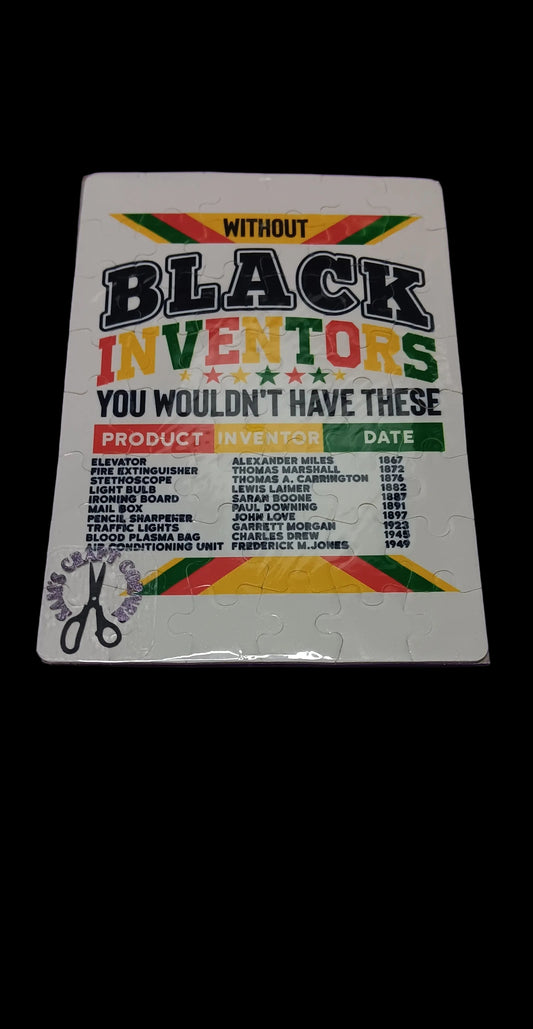 WITHOUT
BLACK
INVENTORS
YOU WOULDN'T HAVE THESE
PRODUCT INVENTOR DATE
ELEVATOR ALEXANDER MILES 1867
FIRE EXTINGUISHER THOMAS MARSHALL 1872
STETHOSCOPE THOMAS A. CARRINGTON 1876
LIGHT BULB LEWIS LAIMER 1882
IRONING BOARD SARAH BOONE 1887
MAIL BOX PAUL DOWNING 1891
PENCIL SHARPENER JOHN LOVE 1897
TRAFFIC LIGHTS GARRETT MORGAN 1923
BLOOD PLASMA BAG CHARLES DREW 1945
AIR CONDITIONING UNIT FREDERICK M.JONES 1949
SAM'S CRAFT CORNER